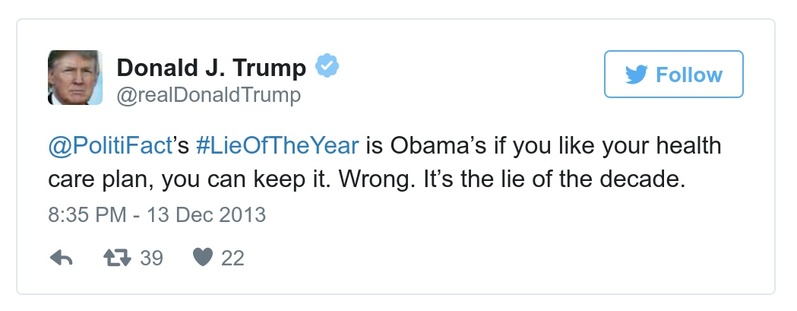 Donald J. Trump
@realDonaldTrump
Follow
@PolitiFact’s #LieOfTheYear is Obama’s if you like your health
care plan, you can keep it. Wrong. It’s the lie of the decade.
8:35 PM - 13 Dec 2013
39 22